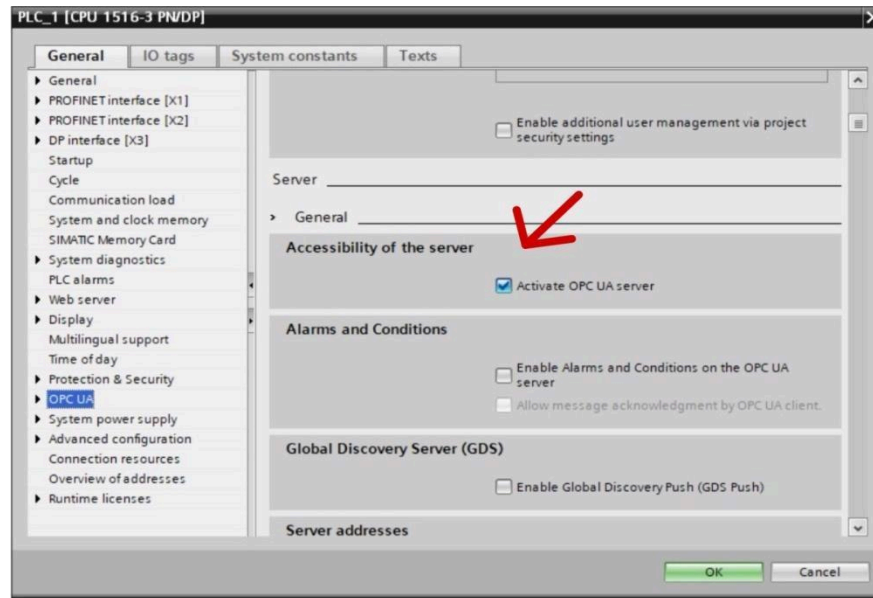 PLC_1 [CPU 1516-3 PN/DP]
General
IO tags
System constants
Texts
General
PROFINET interface [X1]
PROFINET interface [X2]
DP interface [X3]
Startup
Cycle
Communication load
System and clock memory
SIMATIC Memory Card
System diagnostics
PLC alarms
Web server
Display
Multilingual support
Time of day
Protection & Security
OPC UA
System power supply
Advanced configuration
Connection resources
Overview of addresses
Runtime licenses
Enable additional user management via project
security settings
Server
General
Accessibility of the server
Activate OPC UA server
Alarms and Conditions
Enable Alarms and Conditions on the OPC UA
server
Allow message acknowledgment by OPC UA client.
Global Discovery Server (GDS)
Enable Global Discovery Push (GDS Push)
Server addresses
OK
Cancel